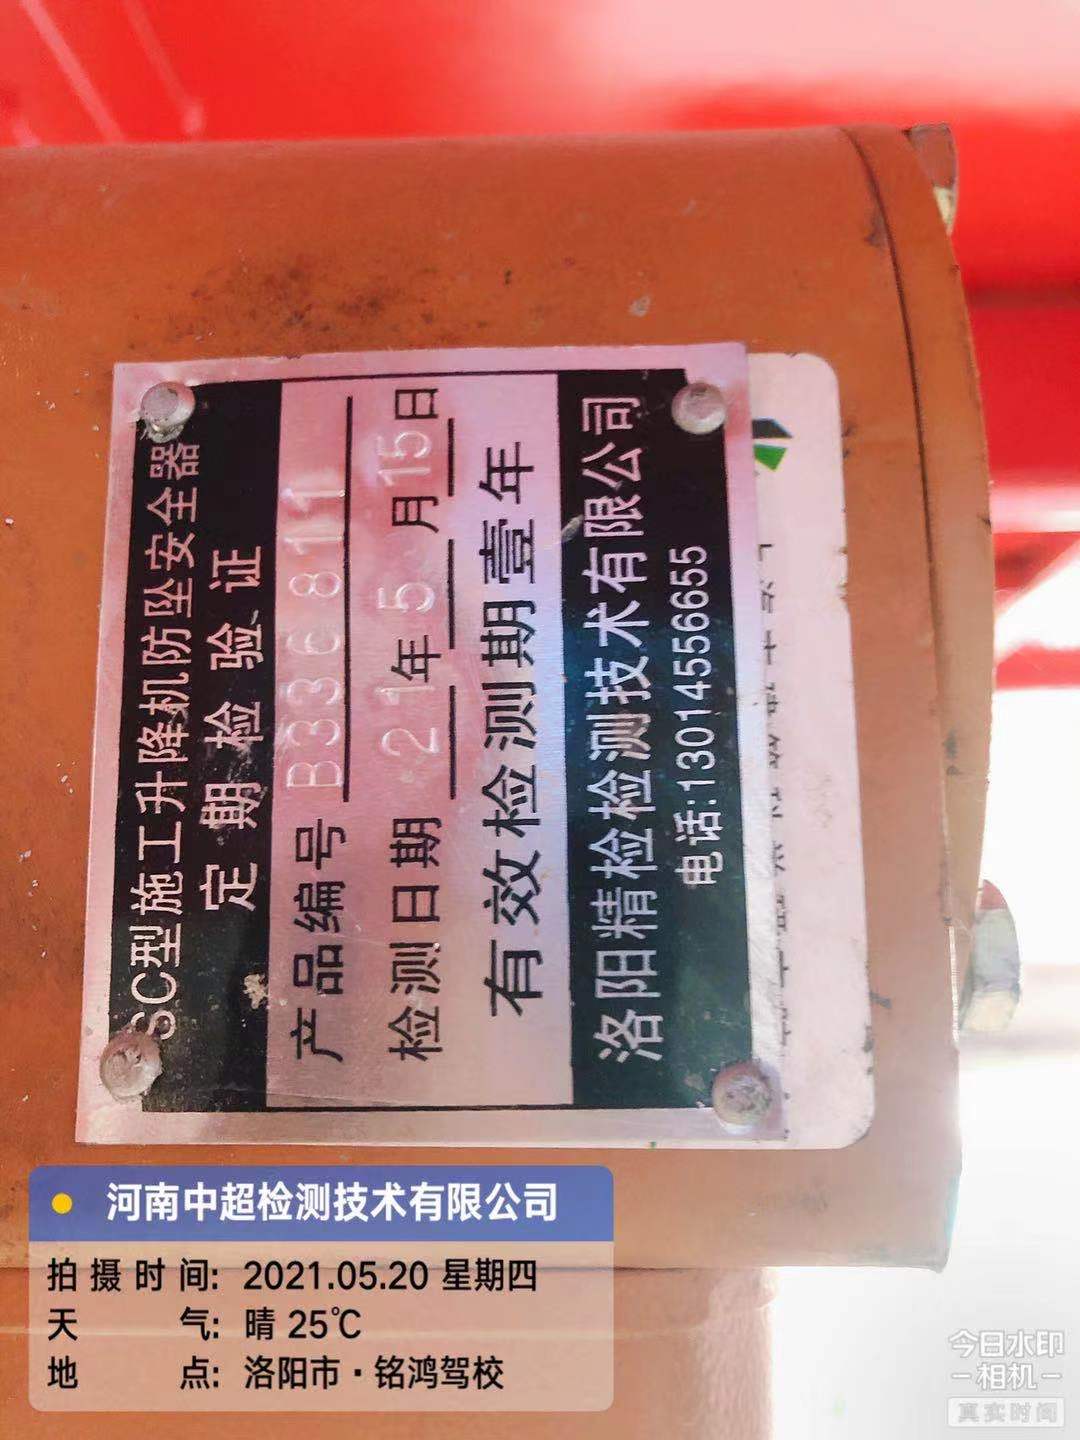 SC型施工升降机防坠安全器
定期检验证
产品编号 B3336811
检测日期 21年5月15日
有效检测期壹年
洛阳精检检测技术有限公司
电话:13014556655
河南中超检测技术有限公司
拍摄时间: 2021.05.20 星期四
天气: 晴 25℃
地点: 洛阳市·铭鸿驾校
今日水印
相机
真实时间